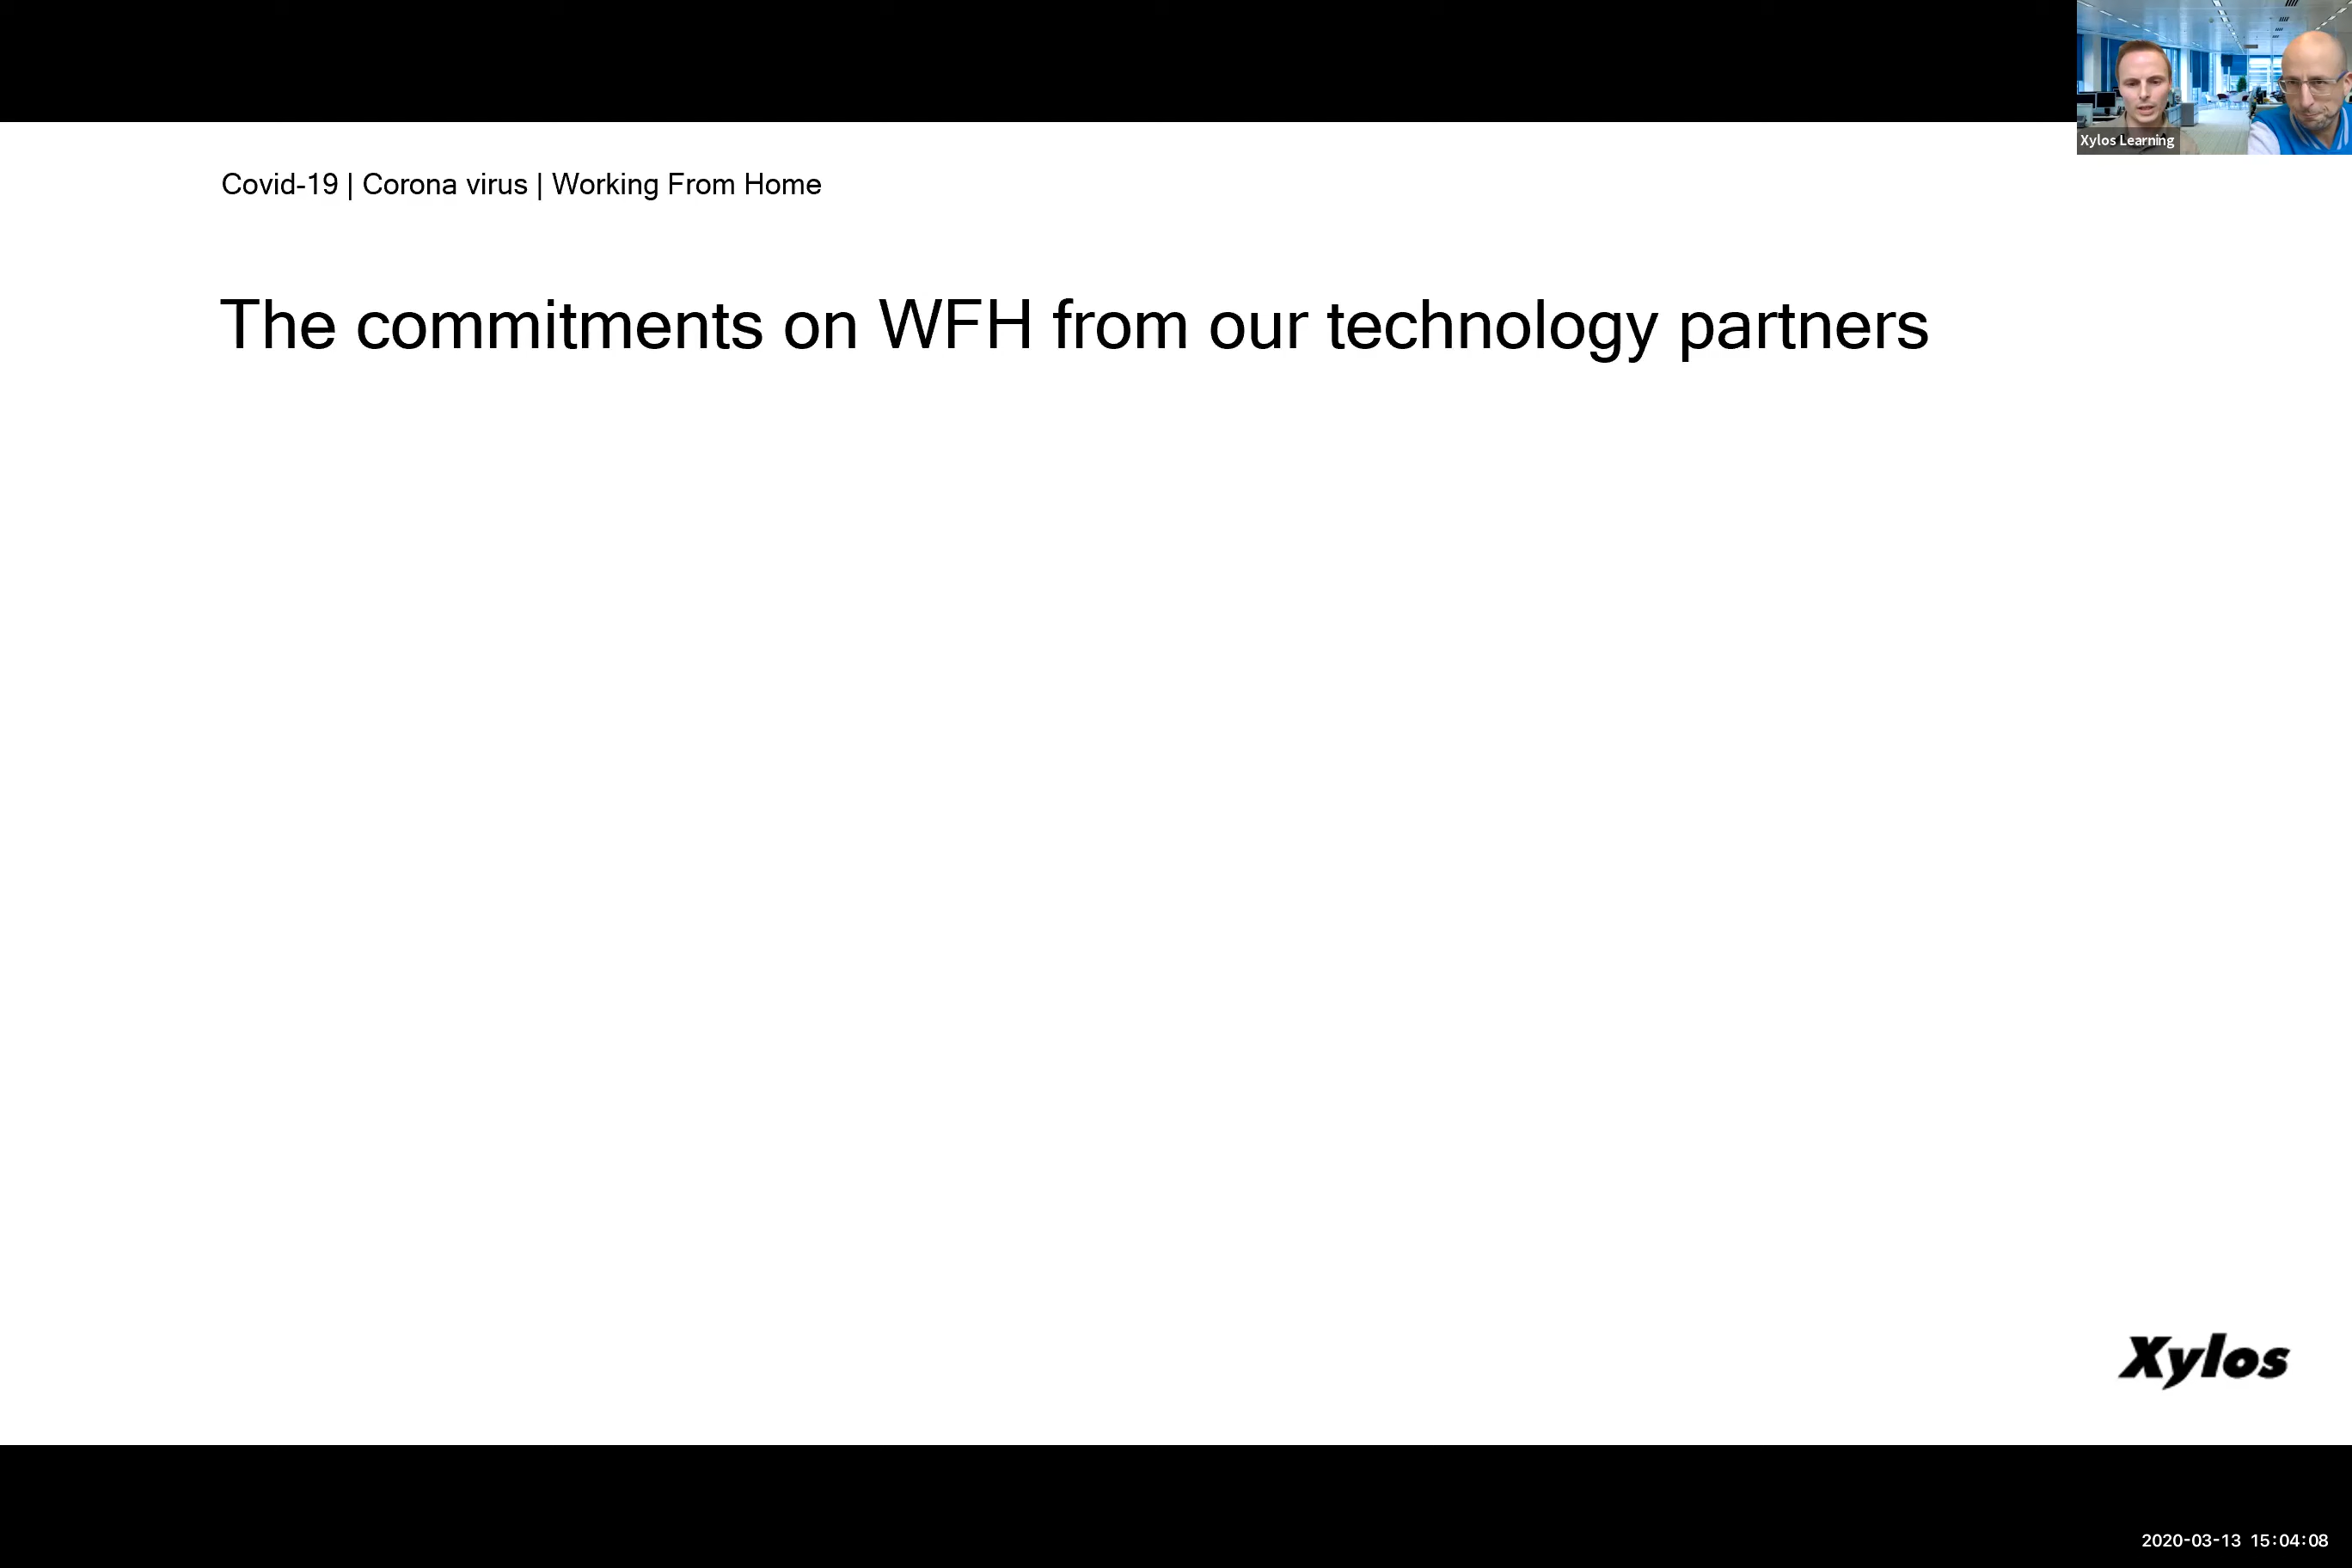 Xylos Learning
Covid-19 | Corona virus | Working From Home
The commitments on WFH from our technology partners
Xylos
2020-03-13 15:04:08